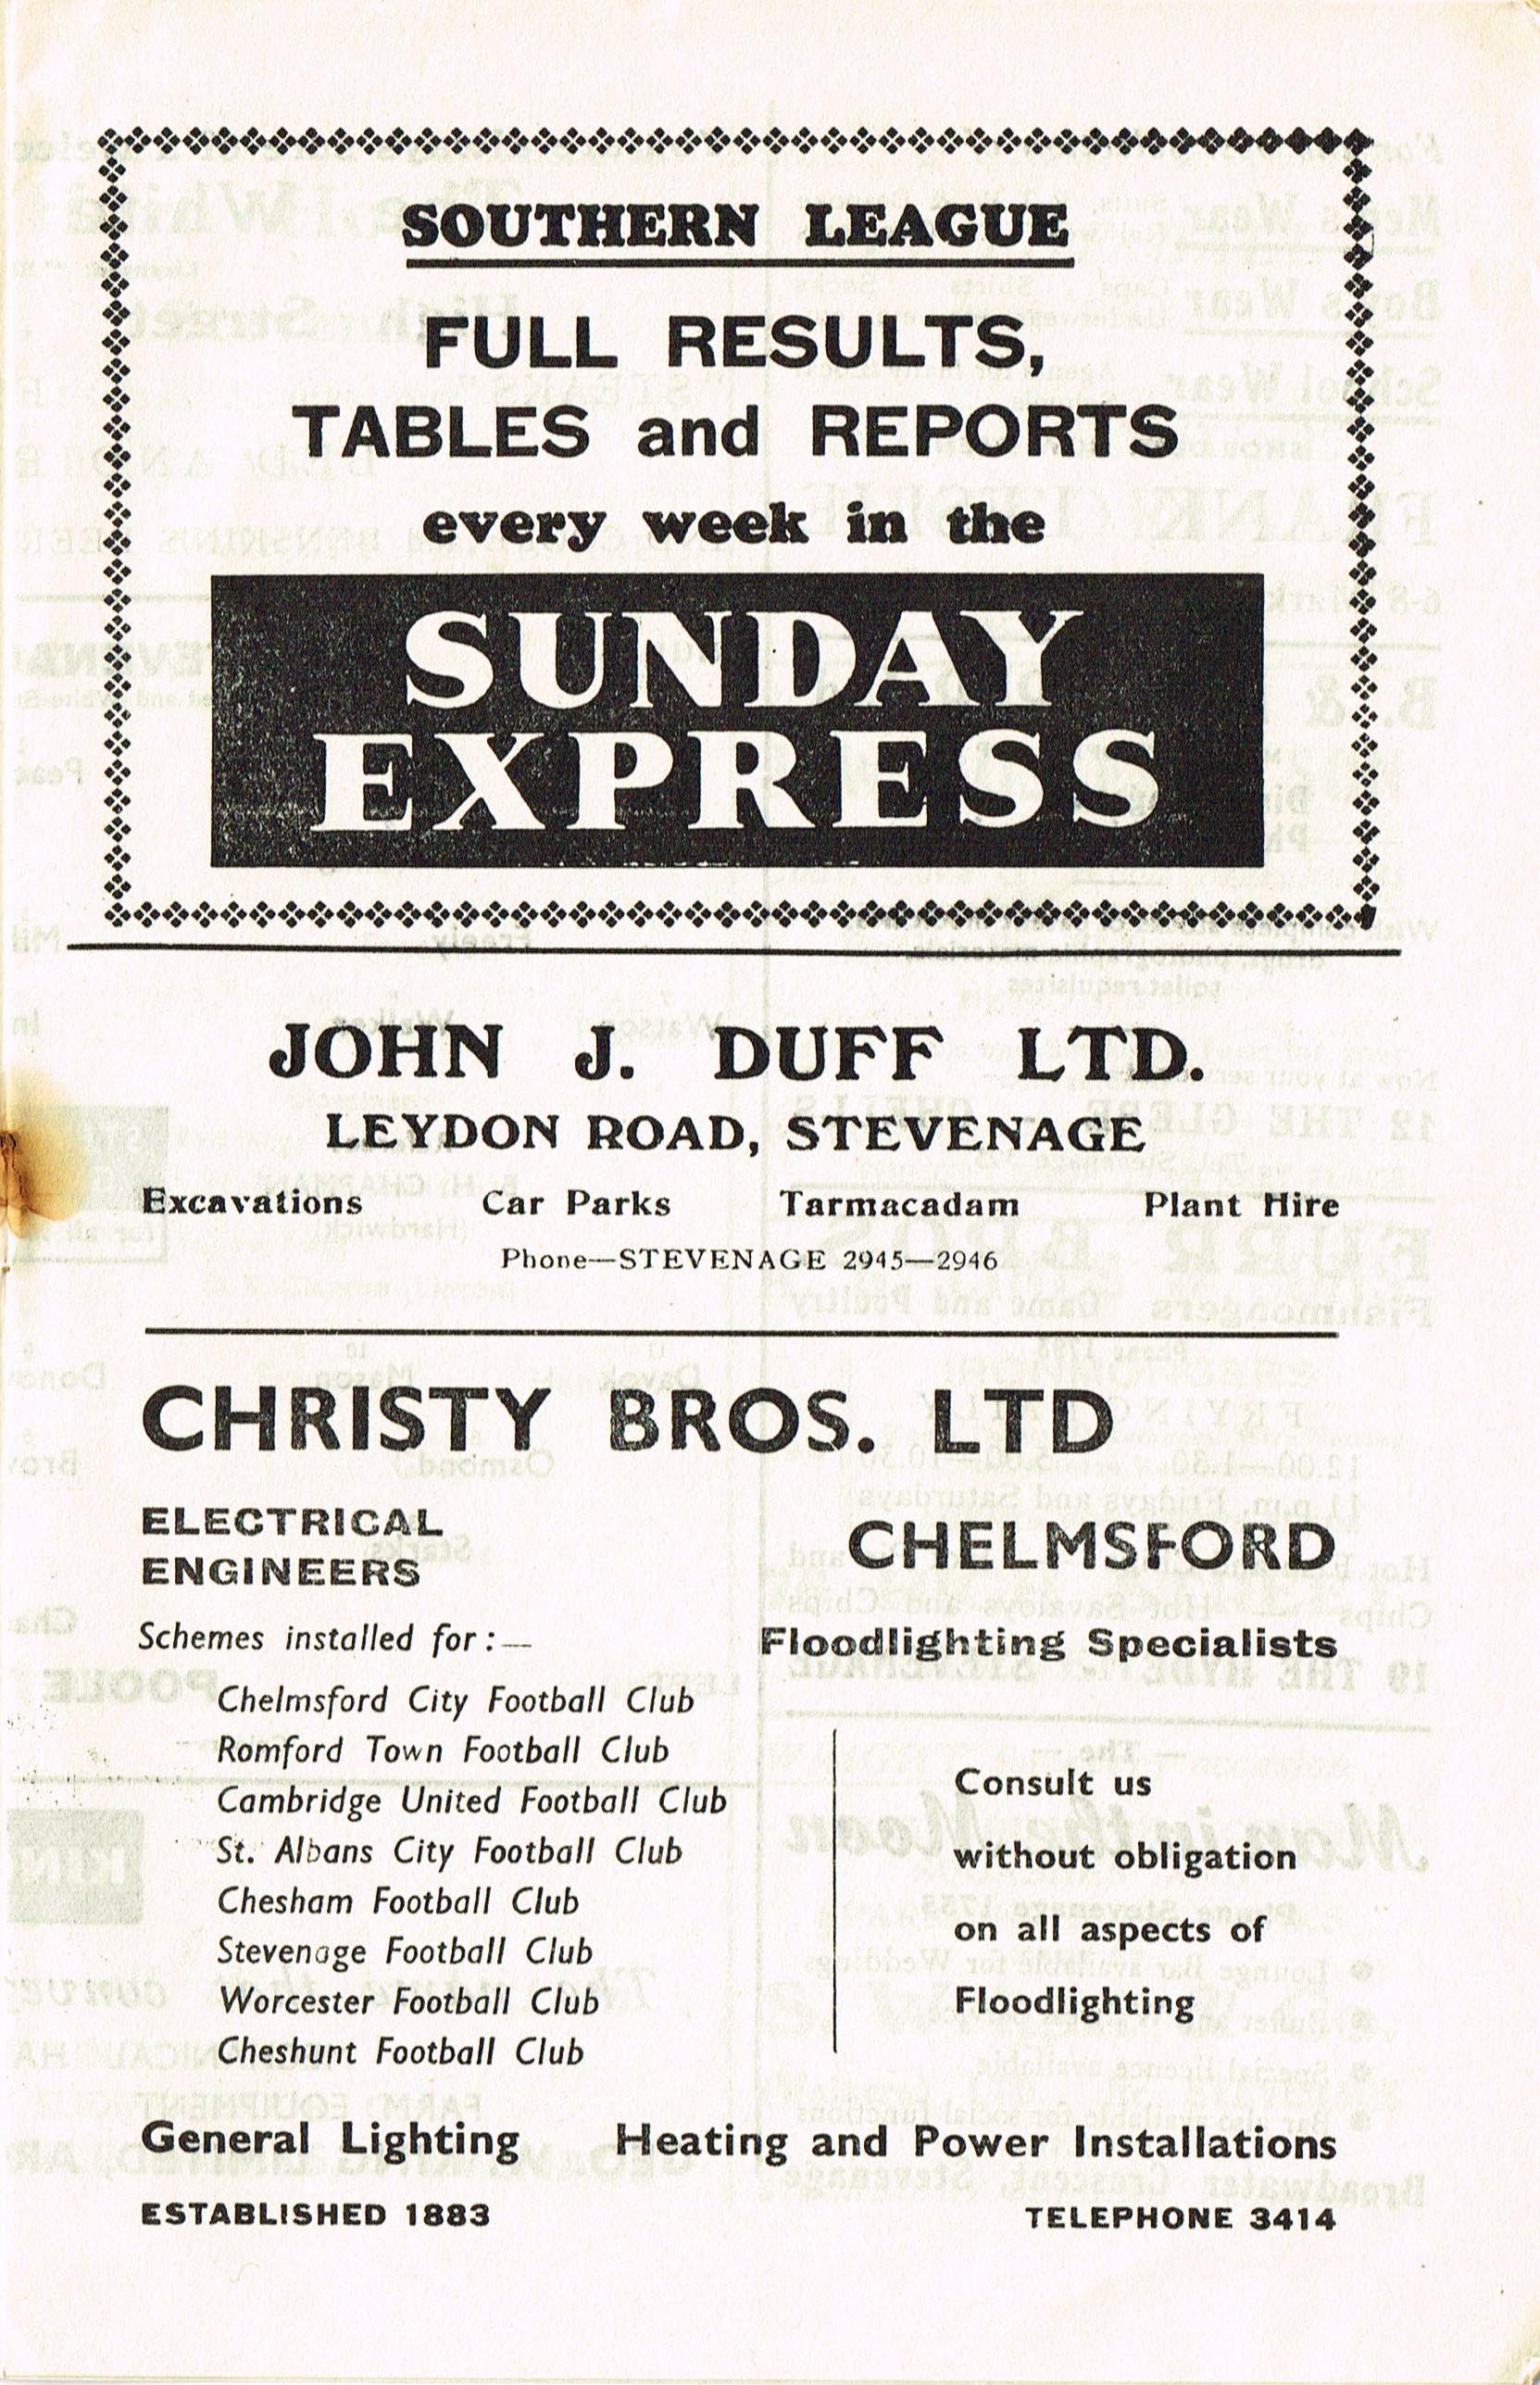 SOUTHERN LEAGUE
FULL RESULTS,
TABLES and REPORTS
every week in the
SUNDAY
EXPRESS
JOHN J. DUFF LTD.
LEYDON ROAD, STEVENAGE
Excavations Car Parks Tarmacadam Plant Hire
Phone—STEVENAGE 2945—2946
CHRISTY BROS. LTD
ELECTRICAL
ENGINEERS
CHELMSFORD
Schemes installed for:—
Floodlighting Specialists
Chelmsford City Football Club
Romford Town Football Club
Cambridge United Football Club
St. Albans City Football Club
Chesham Football Club
Stevenage Football Club
Worcester Football Club
Cheshunt Football Club
Consult us
without obligation
on all aspects of
Floodlighting
General Lighting Heating and Power Installations
ESTABLISHED 1883 TELEPHONE 3414